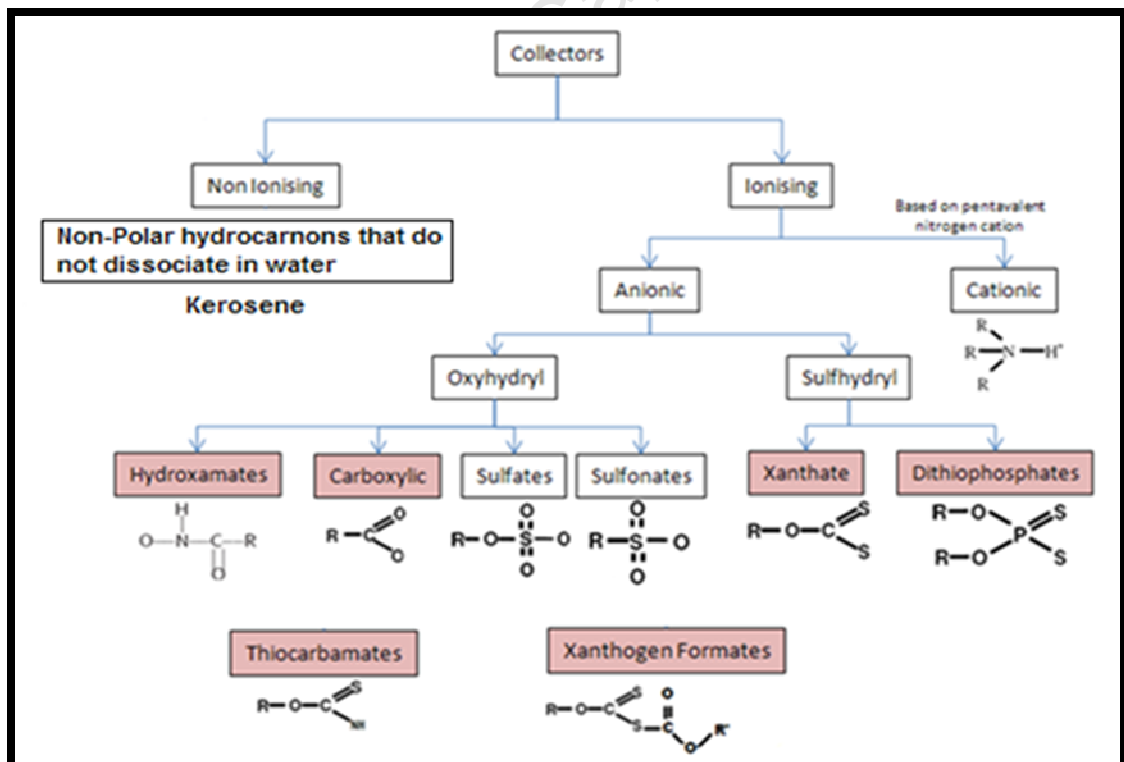 Collectors
Non Ionising
Ionising
Based on pentavalent
nitrogen cation
Non-Polar hydrocarnons that do
not dissociate in water
Kerosene
Anionic
Cationic
R
R—N—H⁺
R
Oxyhydryl
Sulfhydryl
Hydroxamates
Carboxylic
Sulfates
Sulfonates
Xanthate
Dithiophosphates
H
O—N—C—R
O
R—C
O
O
O
R—O—S—O
O
O
R—S—O
O
R—O—C
S
S
R—O
P
S
R—O
S
Thiocarbamates
Xanthogen Formates
R—O—C
S
NH
R—O—C
S
S—C
O
O
R"